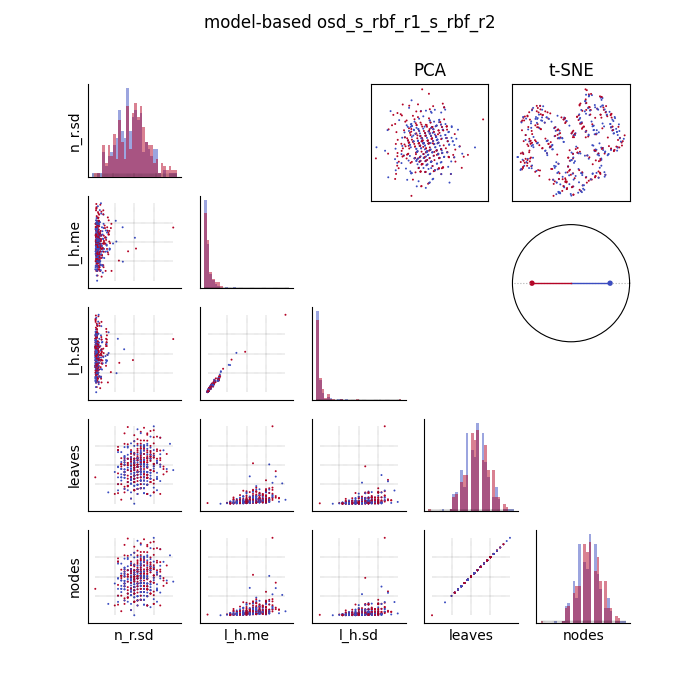 model-based osd_s_rbf_r1_s_rbf_r2
PCA
t-SNE
n_r.sd
l_h.me
l_h.sd
leaves
nodes
n_r.sd
l_h.me
l_h.sd
leaves
nodes